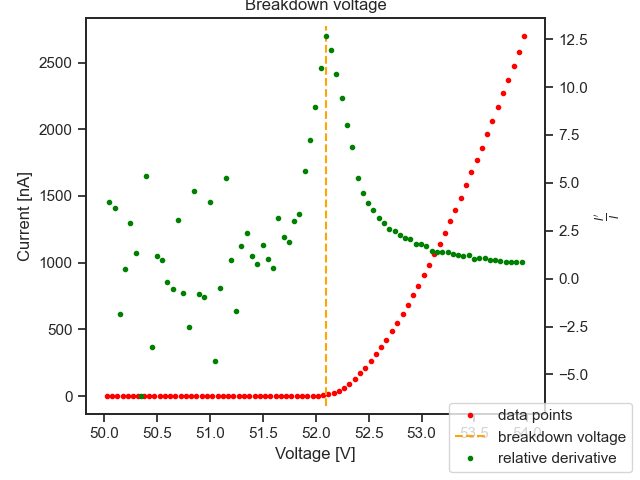 Breakdown voltage
Current [nA]
2500
2000
1500
1000
500
0
12.5
10.0
7.5
5.0
2.5
0.0
−2.5
−5.0
I'
I
50.0 50.5 51.0 51.5 52.0 52.5 53.0 53.5 54.0
Voltage [V]
data points
breakdown voltage
relative derivative